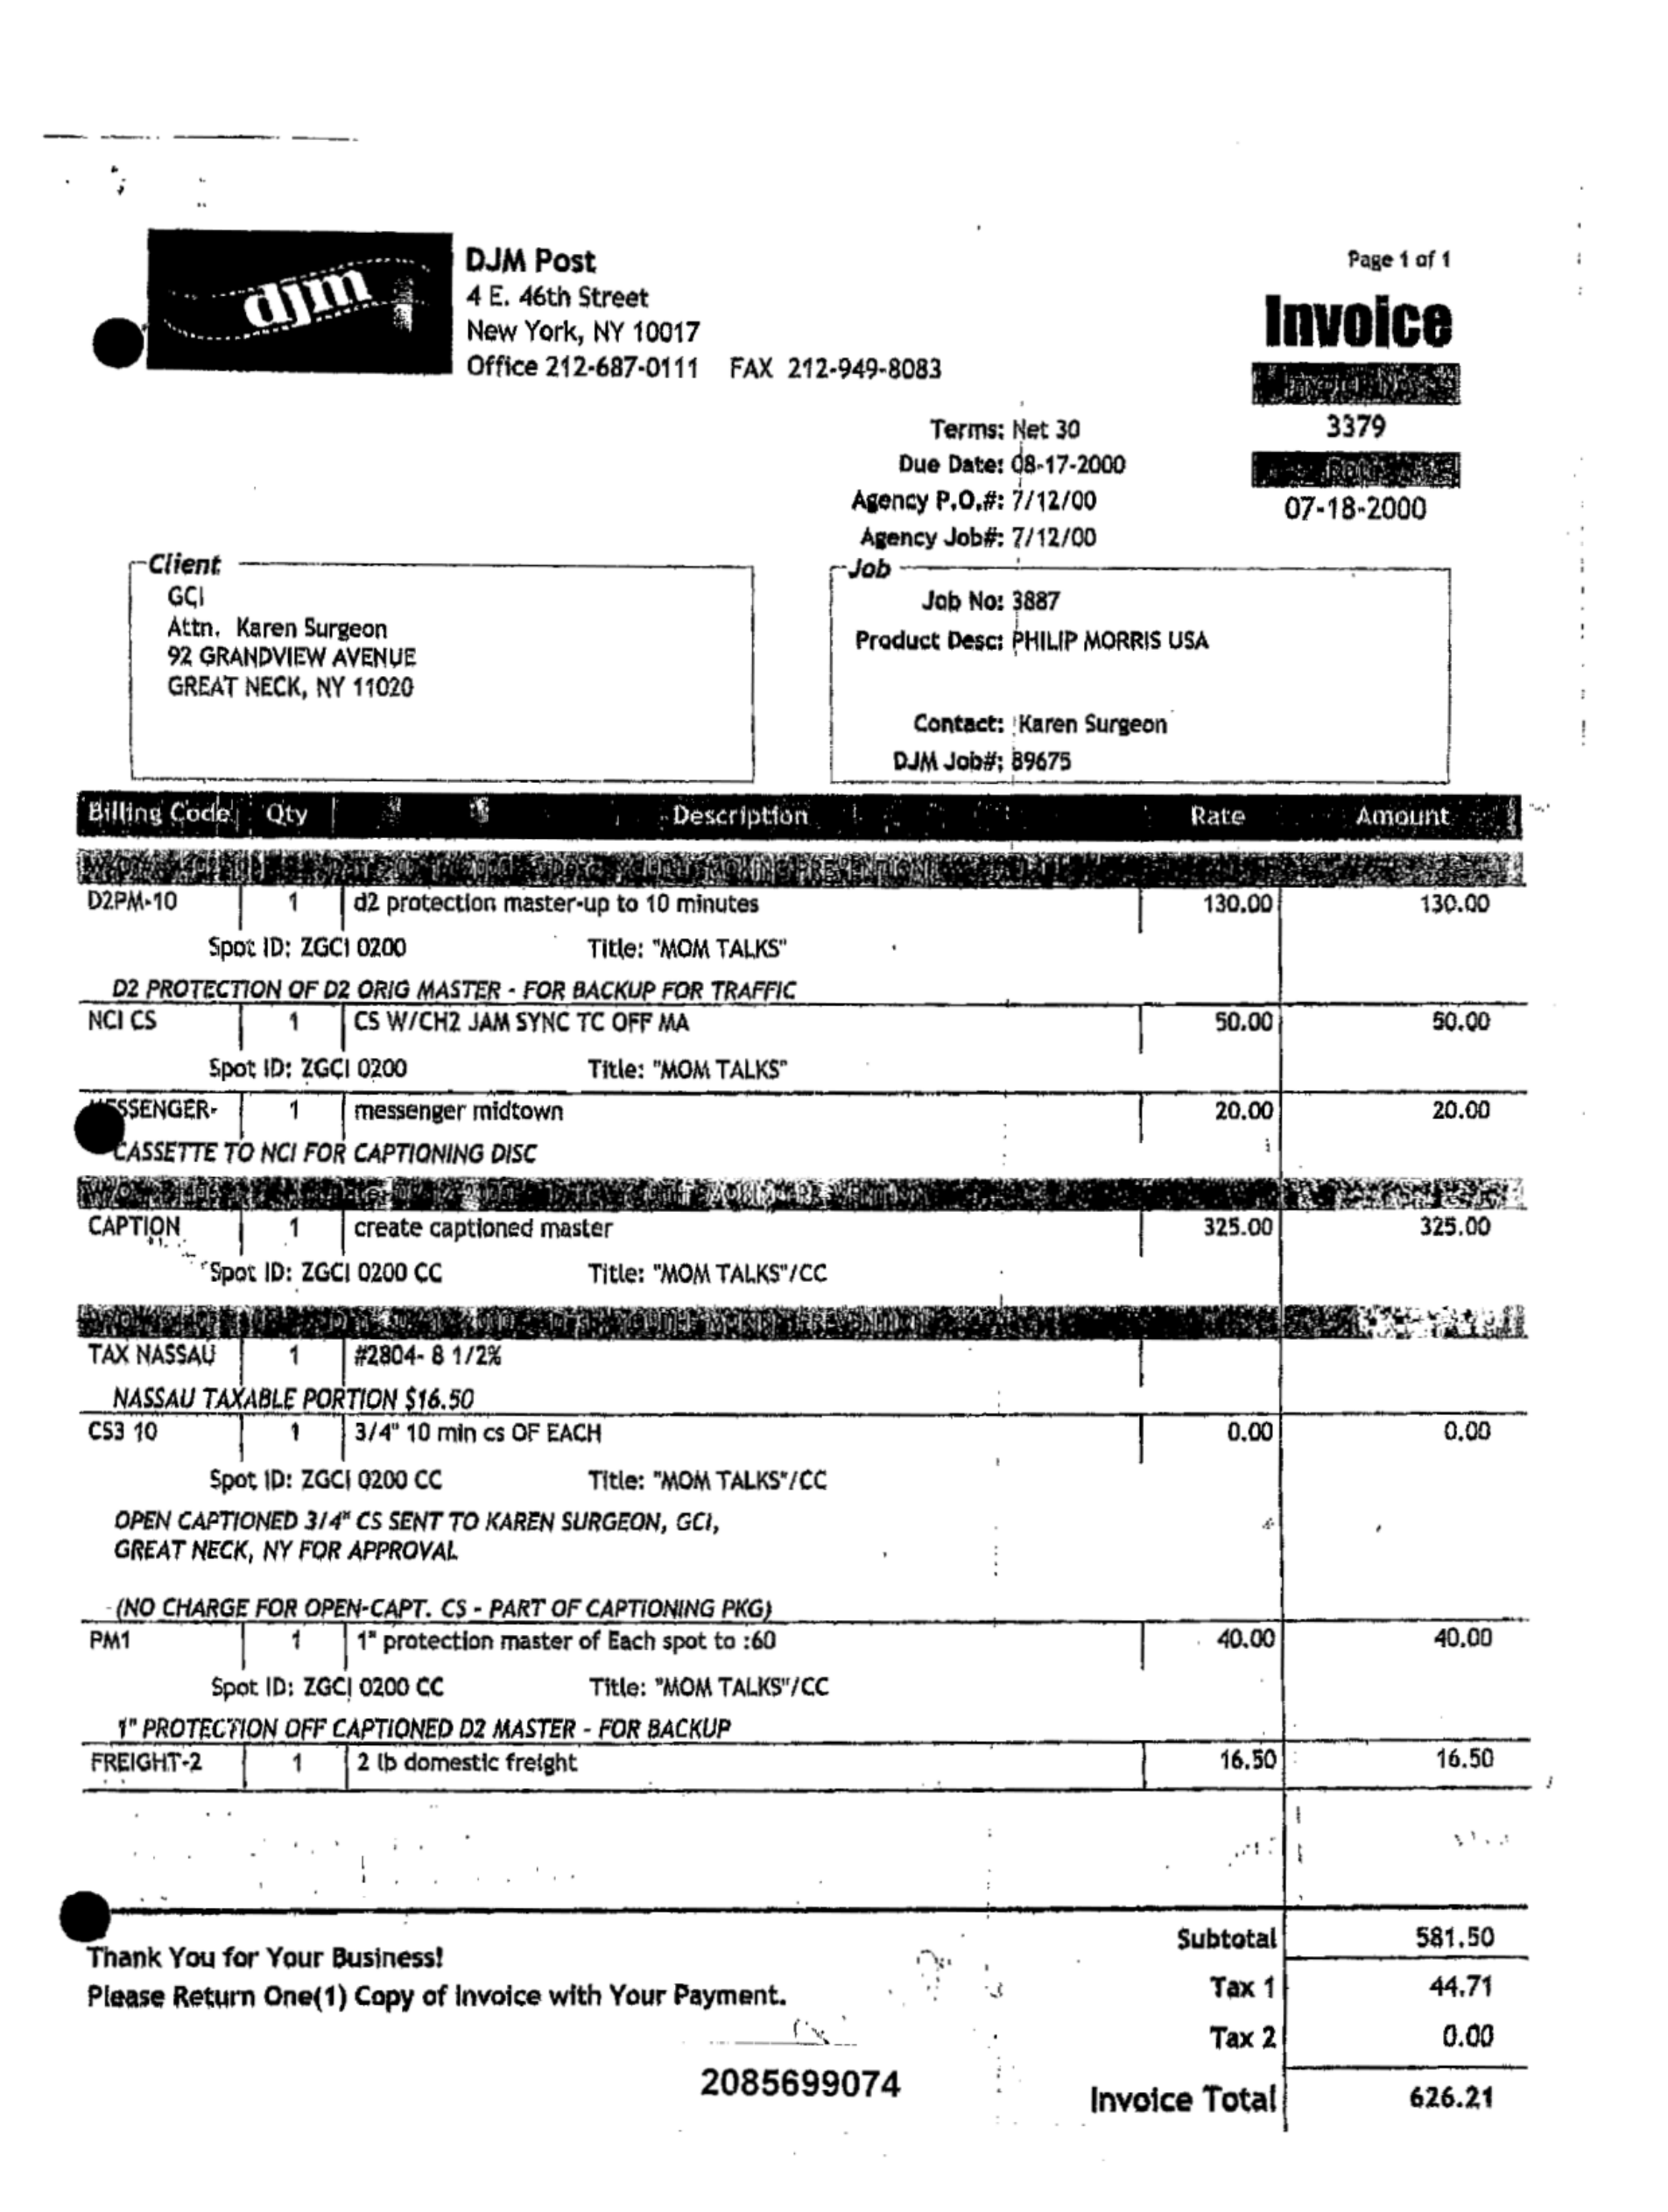 djm
DJM Post
4 E. 46th Street
New York, NY 10017
Office 212-687-0111 FAX 212-949-8083
Page 1 of 1
Invoice
3379
07-18-2000
Terms: Net 30
Due Date: 08-17-2000
Agency P.O.#: 7/12/00
Agency Job#: 7/12/00
Client
GCI
Attn. Karen Surgeon
92 GRANDVIEW AVENUE
GREAT NECK, NY 11020
Job
Job No: 3887
Product Desc: PHILIP MORRIS USA
Contact: Karen Surgeon
DJM Job#: 89675
Billing Code Qty Description Rate Amount
D2PM-10 1 d2 protection master-up to 10 minutes 130.00 130.00
Spot ID: ZGCI 0200 Title: "MOM TALKS"
D2 PROTECTION OF D2 ORIG MASTER - FOR BACKUP FOR TRAFFIC
NCI CS 1 CS W/CH2 JAM SYNC TC OFF MA 50.00 50.00
Spot ID: ZGCI 0200 Title: "MOM TALKS"
MESSENGER- 1 messenger midtown 20.00 20.00
CASSETTE TO NCI FOR CAPTIONING DISC
CAPTION 1 create captioned master 325.00 325.00
Spot ID: ZGCI 0200 CC Title: "MOM TALKS"/CC
TAX NASSAU 1 #2804- 8 1/2%
NASSAU TAXABLE PORTION $16.50
CS3 10 1 3/4" 10 min cs OF EACH 0.00 0.00
Spot ID: ZGCI 0200 CC Title: "MOM TALKS"/CC
OPEN CAPTIONED 3/4" CS SENT TO KAREN SURGEON, GCI,
GREAT NECK, NY FOR APPROVAL
(NO CHARGE FOR OPEN-CAPT. CS - PART OF CAPTIONING PKG)
PM1 1 1" protection master of Each spot to :60 40.00 40.00
Spot ID: ZGCI 0200 CC Title: "MOM TALKS"/CC
1" PROTECTION OFF CAPTIONED D2 MASTER - FOR BACKUP
FREIGHT-2 1 2 lb domestic freight 16.50 16.50
Subtotal 581.50
Thank You for Your Business!
Tax 1 44.71
Please Return One(1) Copy of Invoice with Your Payment.
Tax 2 0.00
2085699074
Invoice Total 626.21